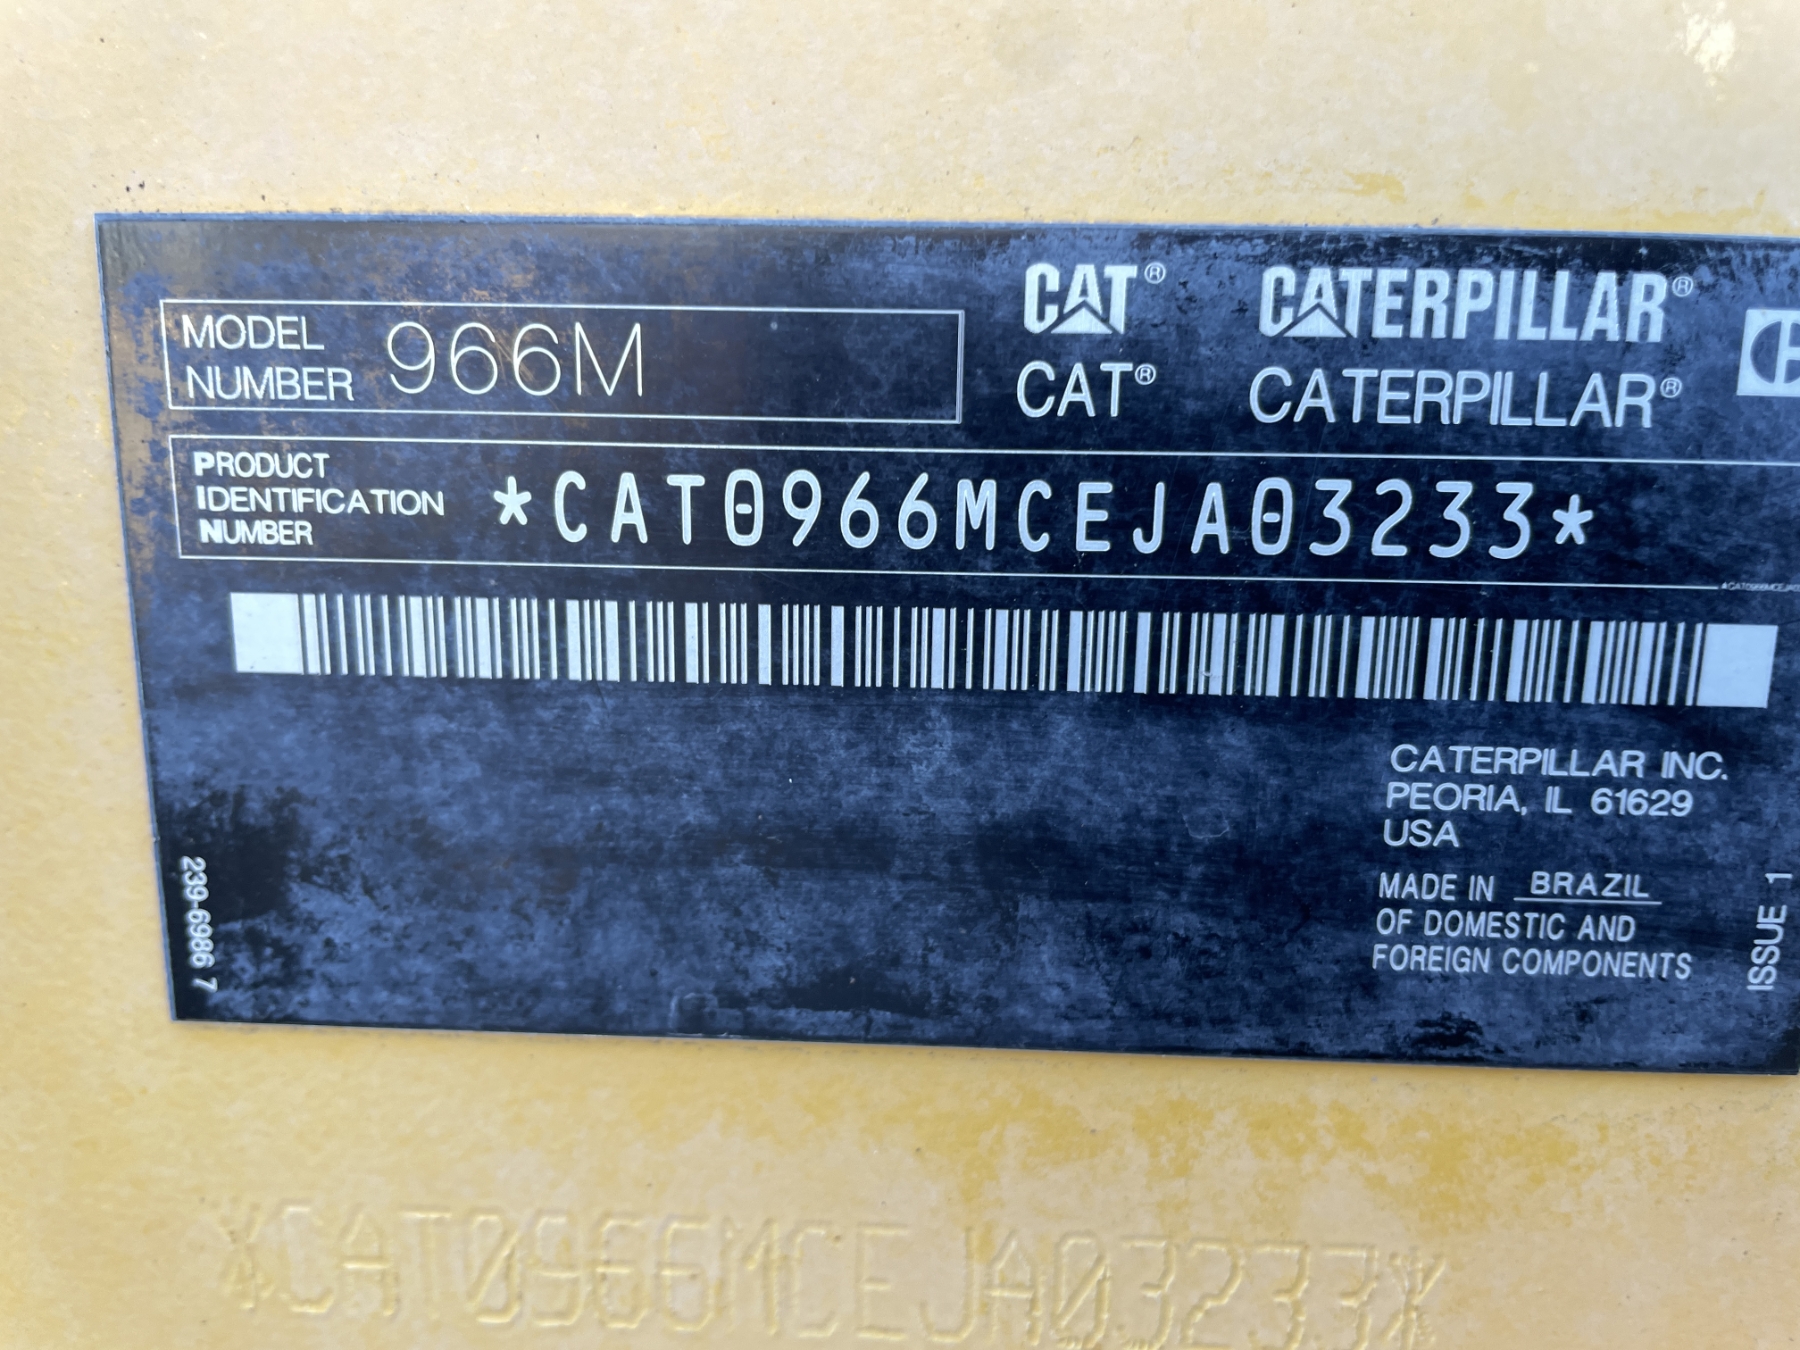 MODEL
NUMBER 966M
CAT® CATERPILLAR®
CAT® CATERPILLAR®
PRODUCT
IDENTIFICATION
NUMBER
*CAT0966MCEJA03233*
CATERPILLAR INC.
PEORIA, IL 61629
USA
MADE IN BRAZIL
OF DOMESTIC AND
FOREIGN COMPONENTS
ISSUE 1
239-6986 7
*CAT0966MCEJA03233*